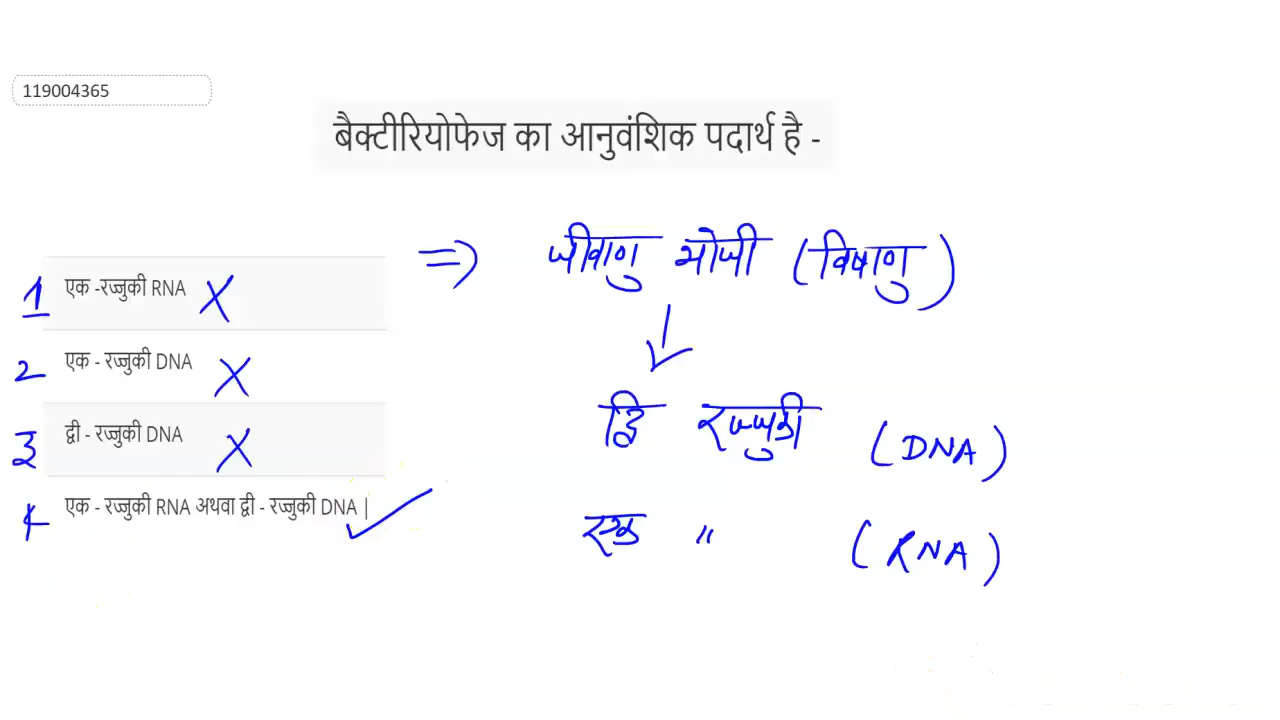 119004365
बैक्टीरियोफेज का आनुवंशिक पदार्थ है -
=> जीवाणु भोजी (विषाणु)
1 एक -रज्जुकी RNA X
2 एक - रज्जुकी DNA X
3 द्वी - रज्जुकी DNA X
4 एक - रज्जुकी RNA अथवा द्वी - रज्जुकी DNA |
द्वि रज्जुकी (DNA)
एक " (RNA)